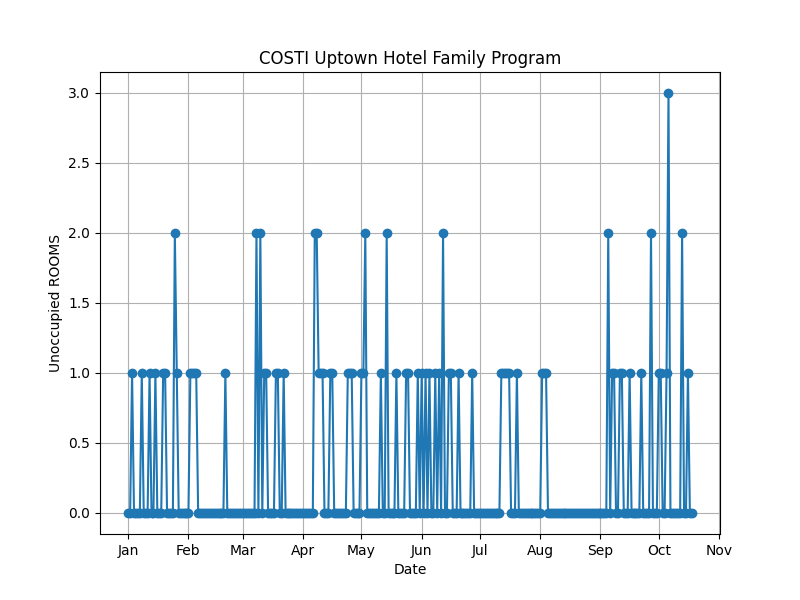 COSTI Uptown Hotel Family Program
Unoccupied ROOMS
3.0
2.5
2.0
1.5
1.0
0.5
0.0
Jan Feb Mar Apr May Jun Jul Aug Sep Oct Nov
Date